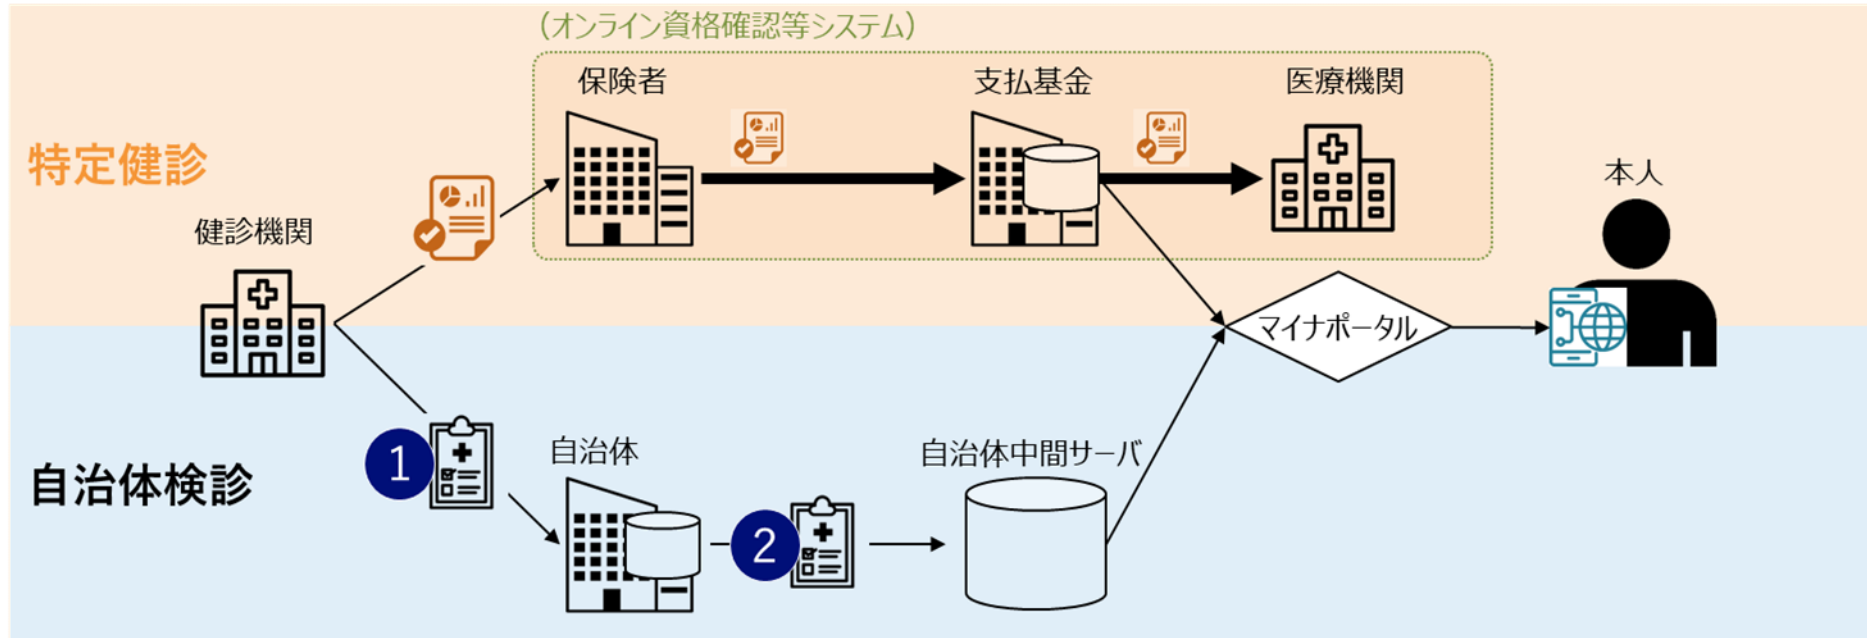 （オンライン資格確認等システム）
保険者
支払基金
医療機関
特定健診
本人
健診機関
マイナポータル
1
自治体
自治体中間サーバ
自治体検診
2